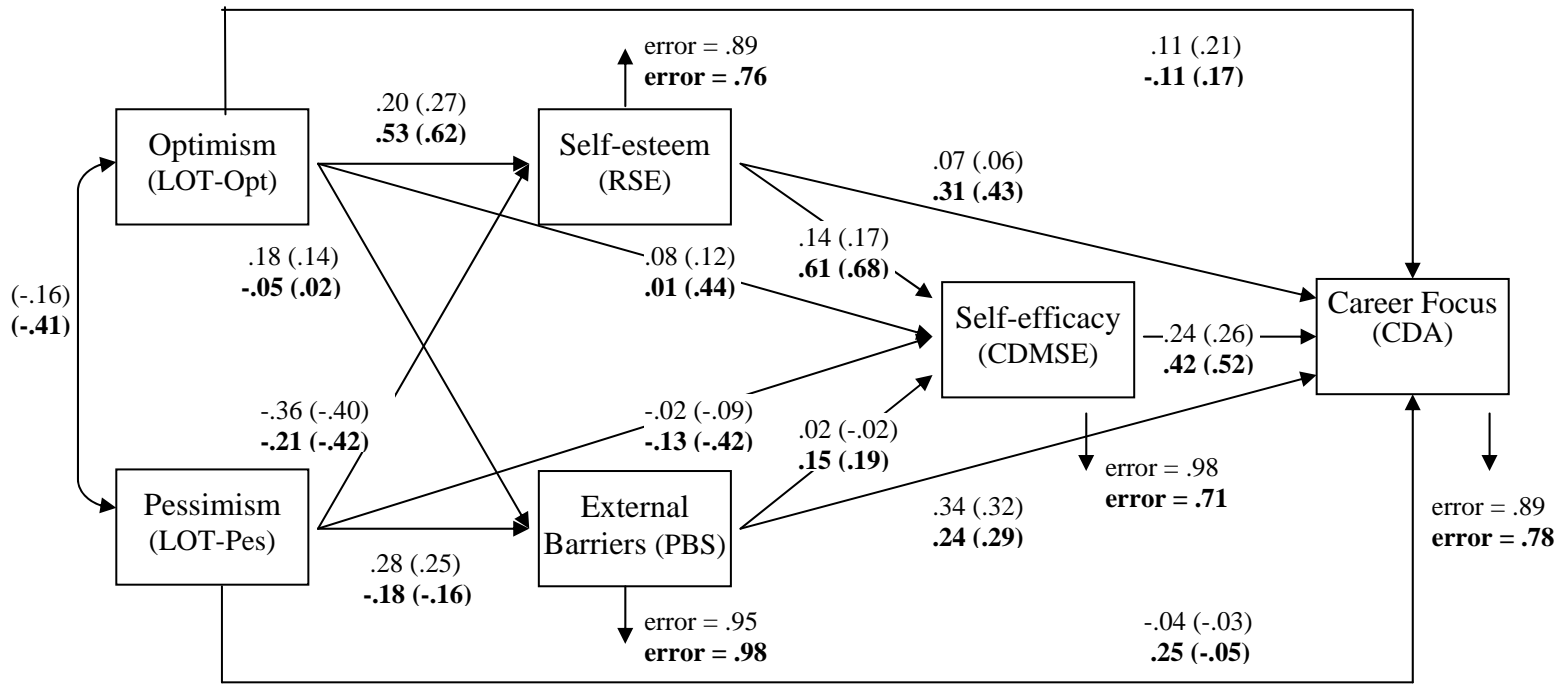 error = .89
error = .76
.11 (.21)
-.11 (.17)
.20 (.27)
.53 (.62)
Optimism
(LOT-Opt)
Self-esteem
(RSE)
.07 (.06)
.31 (.43)
.14 (.17)
.61 (.68)
.18 (.14)
-.05 (.02)
.08 (.12)
.01 (.44)
(-.16)
(-.41)
Self-efficacy
(CDMSE)
.24 (.26)
.42 (.52)
Career Focus
(CDA)
-.36 (-.40)
-.21 (-.42)
-.02 (-.09)
-.13 (-.42)
.02 (-.02)
.15 (.19)
error = .98
error = .71
Pessimism
(LOT-Pes)
External
Barriers (PBS)
.34 (.32)
.24 (.29)
error = .89
error = .78
.28 (.25)
-.18 (-.16)
error = .95
error = .98
-.04 (-.03)
.25 (-.05)